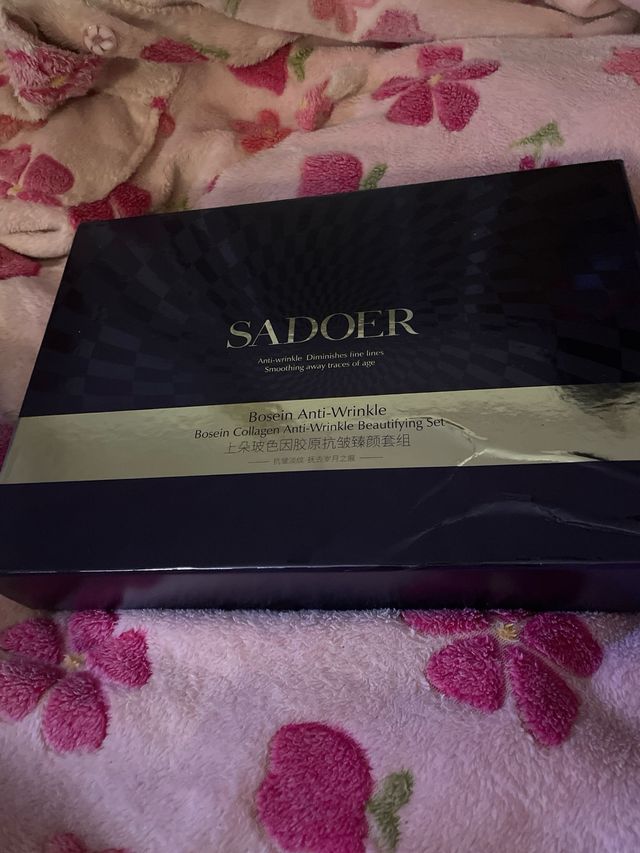 SADOER
Anti-wrinkle Diminishes fine lines
Smoothing away traces of age
Bosein Anti-Wrinkle
Bosein Collagen Anti-Wrinkle Beautifying Set
上朵玻色因胶原抗皱臻颜套组
抗皱淡纹 抚去岁月之痕